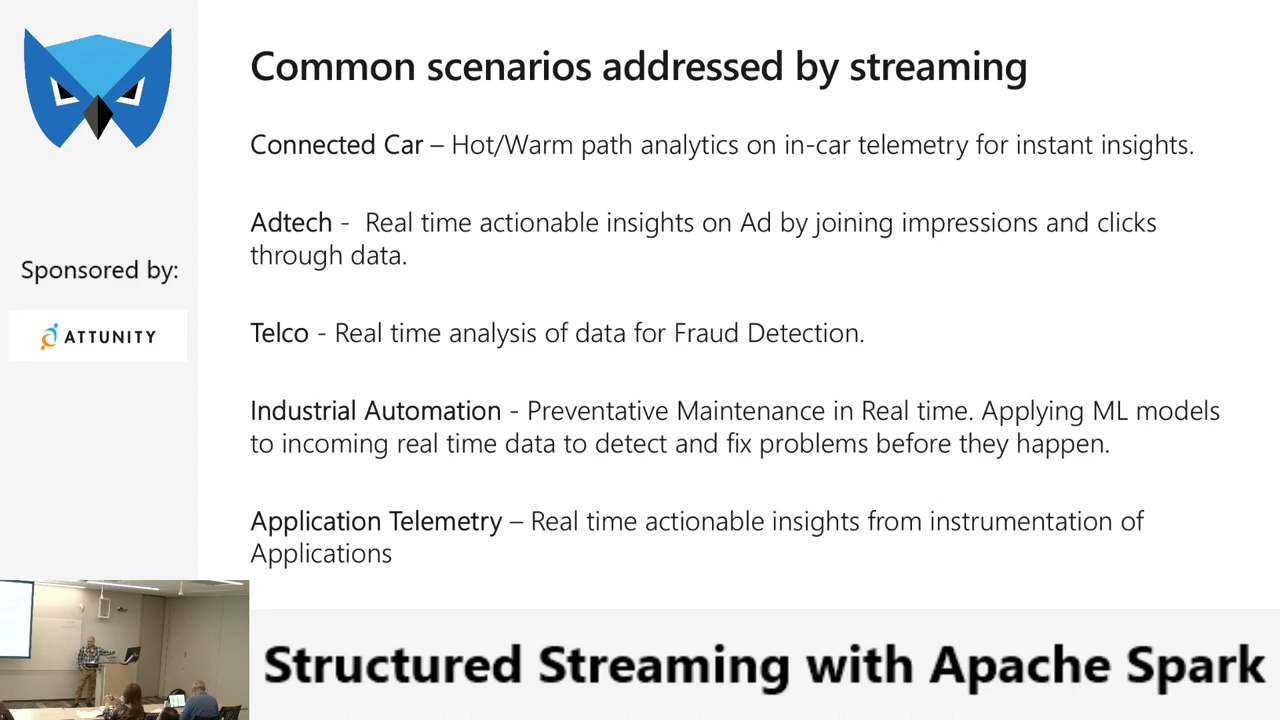 Common scenarios addressed by streaming
Connected Car – Hot/Warm path analytics on in-car telemetry for instant insights.
Adtech -  Real time actionable insights on Ad by joining impressions and clicks
through data.
Telco - Real time analysis of data for Fraud Detection.
Industrial Automation - Preventative Maintenance in Real time. Applying ML models
to incoming real time data to detect and fix problems before they happen.
Application Telemetry – Real time actionable insights from instrumentation of
Applications
Sponsored by:
ATTUNITY
Structured Streaming with Apache Spark